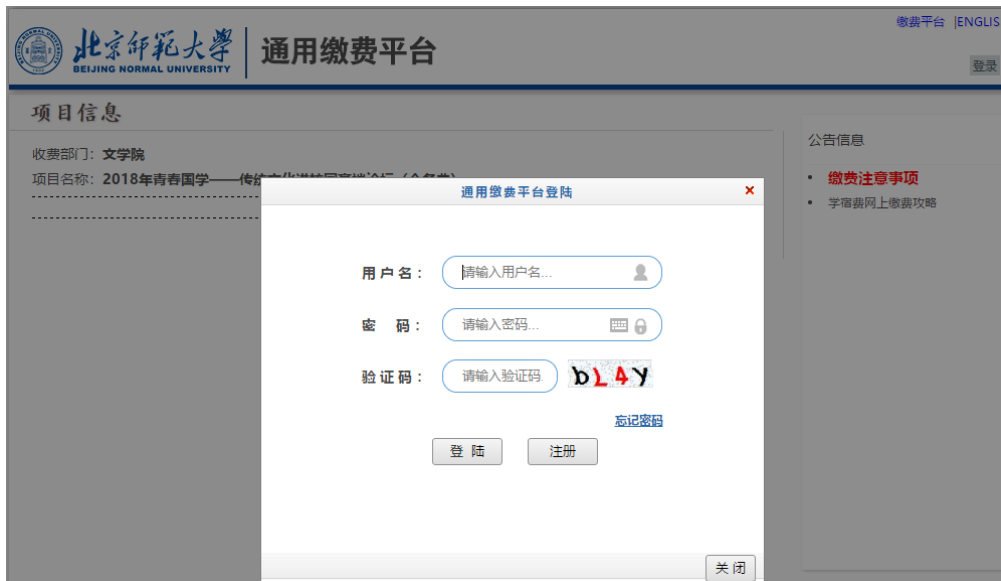 缴费平台 |ENGLIS
北京师范大学
BEIJING NORMAL UNIVERSITY
通用缴费平台
登录
项目信息
收费部门：文学院
项目名称：2018年青春国学——传
公告信息
• 缴费注意事项
• 学宿费网上缴费攻略
通用缴费平台登陆
用户名： 请输入用户名...
密 码： 请输入密码...
验证码： 请输入验证码 bL4Y
忘记密码
登 陆 注册
关闭